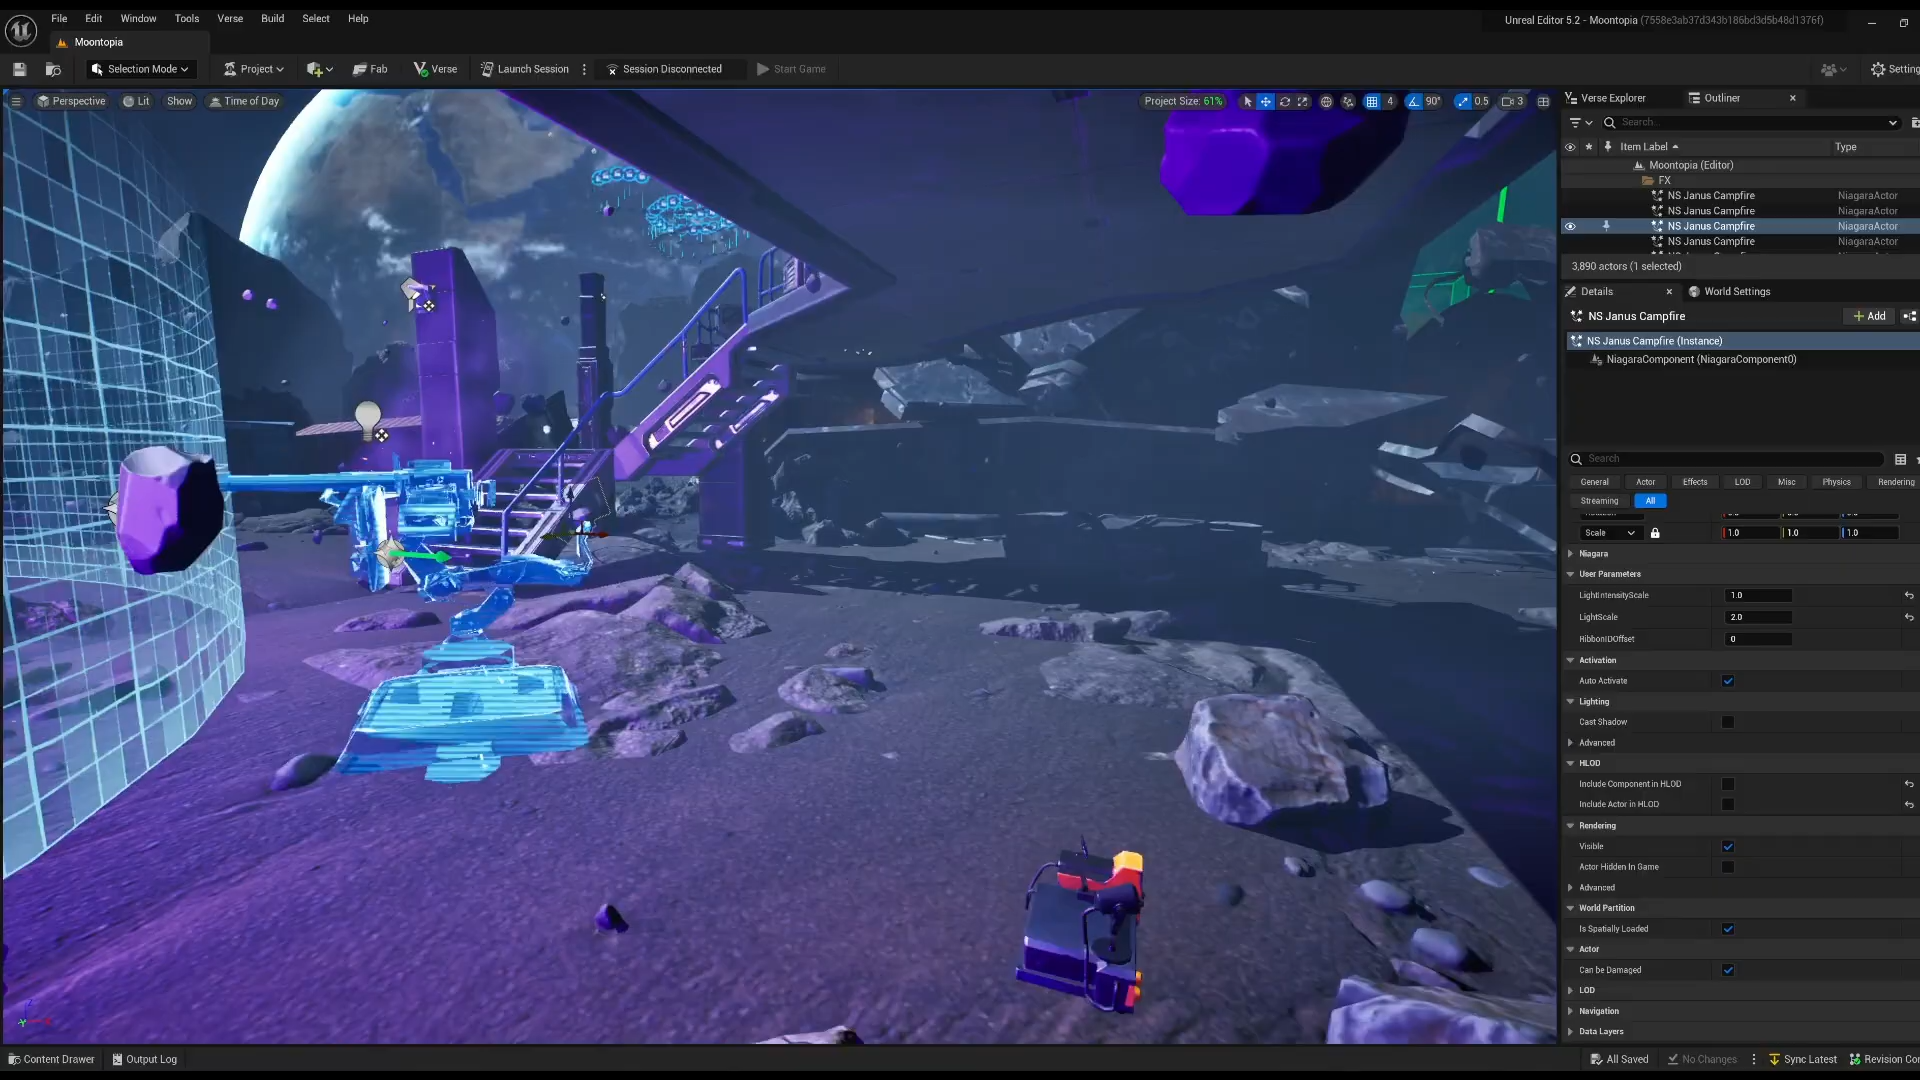 File Edit Window Tools Verse Build Select Help
Unreal Editor 5.2 - Moontopia (7558e3ab37d343b186bd3d5b48d1376f)
Moontopia
Selection Mode Project Fab Verse Launch Session Session Disconnected Start Game Setting
Perspective Lit Show Time of Day Project Size: 61% 4 90° 0.5 3
Verse Explorer Outliner
Search...
Item Label Type
Moontopia (Editor)
FX
NS Janus Campfire NiagaraActor
NS Janus Campfire NiagaraActor
NS Janus Campfire NiagaraActor
NS Janus Campfire NiagaraActor
3,890 actors (1 selected)
Details World Settings
NS Janus Campfire Add
NS Janus Campfire (Instance)
NiagaraComponent (NiagaraComponent0)
Search
General Actor Effects LOD Misc Physics Rendering
Streaming All
Scale 1.0 1.0 1.0
Niagara
User Parameters
LightIntensityScale 1.0
LightScale 2.0
RibbonIDOffset 0
Activation
Auto Activate
Lighting
Cast Shadow
Advanced
HLOD
Include Component in HLOD
Include Actor in HLOD
Rendering
Visible
Actor Hidden In Game
Advanced
World Partition
Is Spatially Loaded
Actor
Can be Damaged
LOD
Navigation
Data Layers
Content Drawer Output Log All Saved No Changes Sync Latest Revision Con